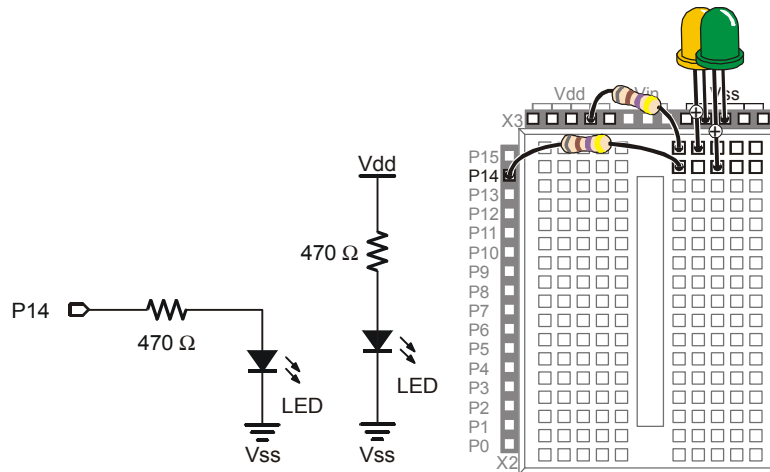 P14
470 Ω
LED
Vss
Vdd
470 Ω
LED
Vss
Vdd Vin Vss
X3
P15
P14
P13
P12
P11
P10
P9
P8
P7
P6
P5
P4
P3
P2
P1
P0
X2
+
+